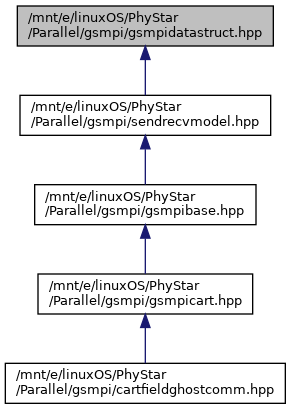 /mnt/e/linuxOS/PhyStar
/Parallel/gsmpi/gsmpidatastruct.hpp
/mnt/e/linuxOS/PhyStar
/Parallel/gsmpi/sendrecvmodel.hpp
/mnt/e/linuxOS/PhyStar
/Parallel/gsmpi/gsmpibase.hpp
/mnt/e/linuxOS/PhyStar
/Parallel/gsmpi/gsmpicart.hpp
/mnt/e/linuxOS/PhyStar
/Parallel/gsmpi/cartfieldghostcomm.hpp